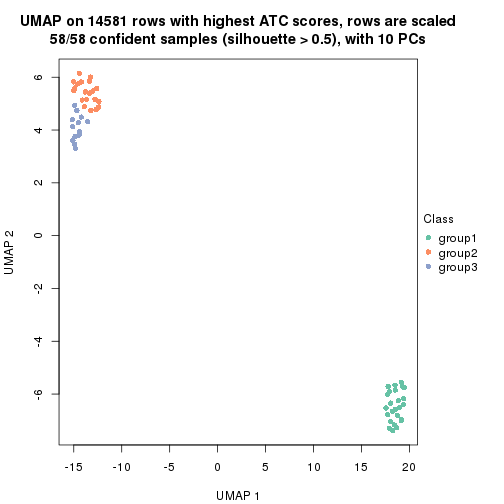 UMAP on 14581 rows with highest ATC scores, rows are scaled
58/58 confident samples (silhouette > 0.5), with 10 PCs
6
4
2
0
-2
-4
-6
UMAP 2
-15
-10
-5
0
5
10
15
20
UMAP 1
Class
group1
group2
group3